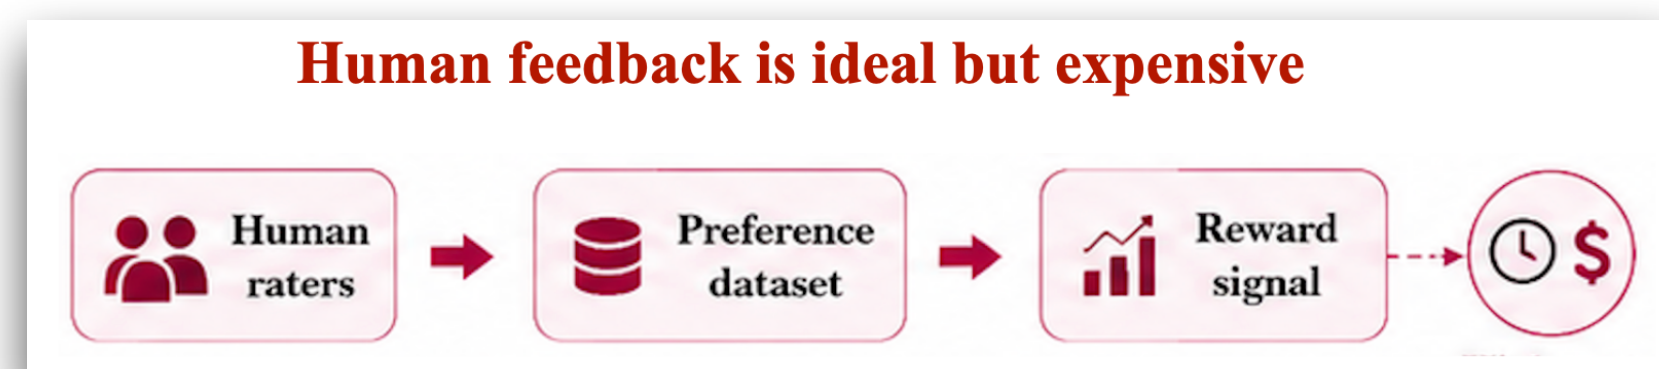 Human feedback is ideal but expensive
Human
raters
Preference
dataset
Reward
signal
$